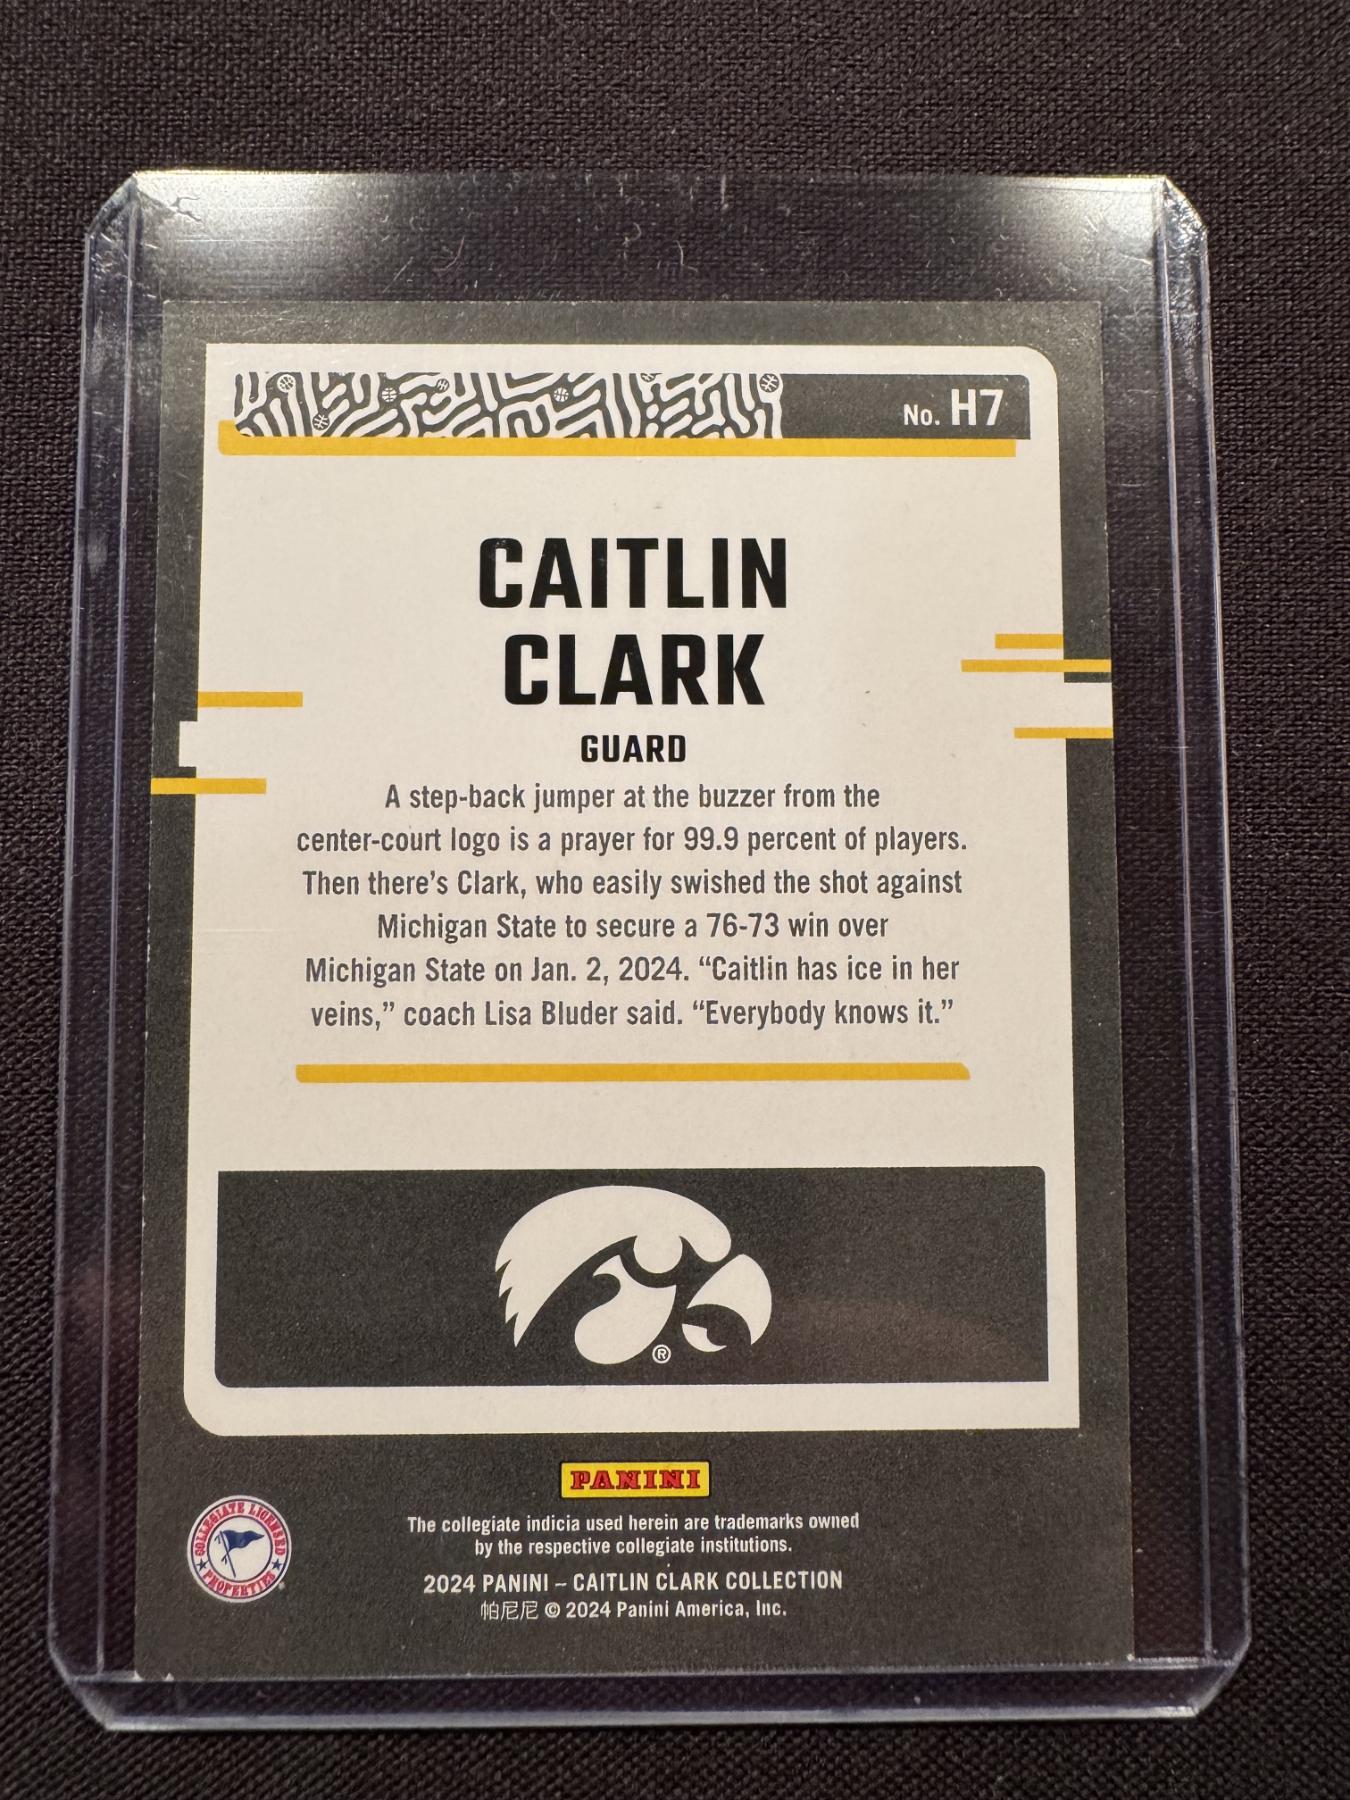 No. H7
CAITLIN
CLARK
GUARD
A step-back jumper at the buzzer from the
center-court logo is a prayer for 99.9 percent of players.
Then there's Clark, who easily swished the shot against
Michigan State to secure a 76-73 win over
Michigan State on Jan. 2, 2024. “Caitlin has ice in her
veins,” coach Lisa Bluder said. “Everybody knows it.”
®
PANINI
COLLEGIATE LICENSED
PROPERTIES
The collegiate indicia used herein are trademarks owned
by the respective collegiate institutions.
2024 PANINI – CAITLIN CLARK COLLECTION
帕尼尼 © 2024 Panini America, Inc.